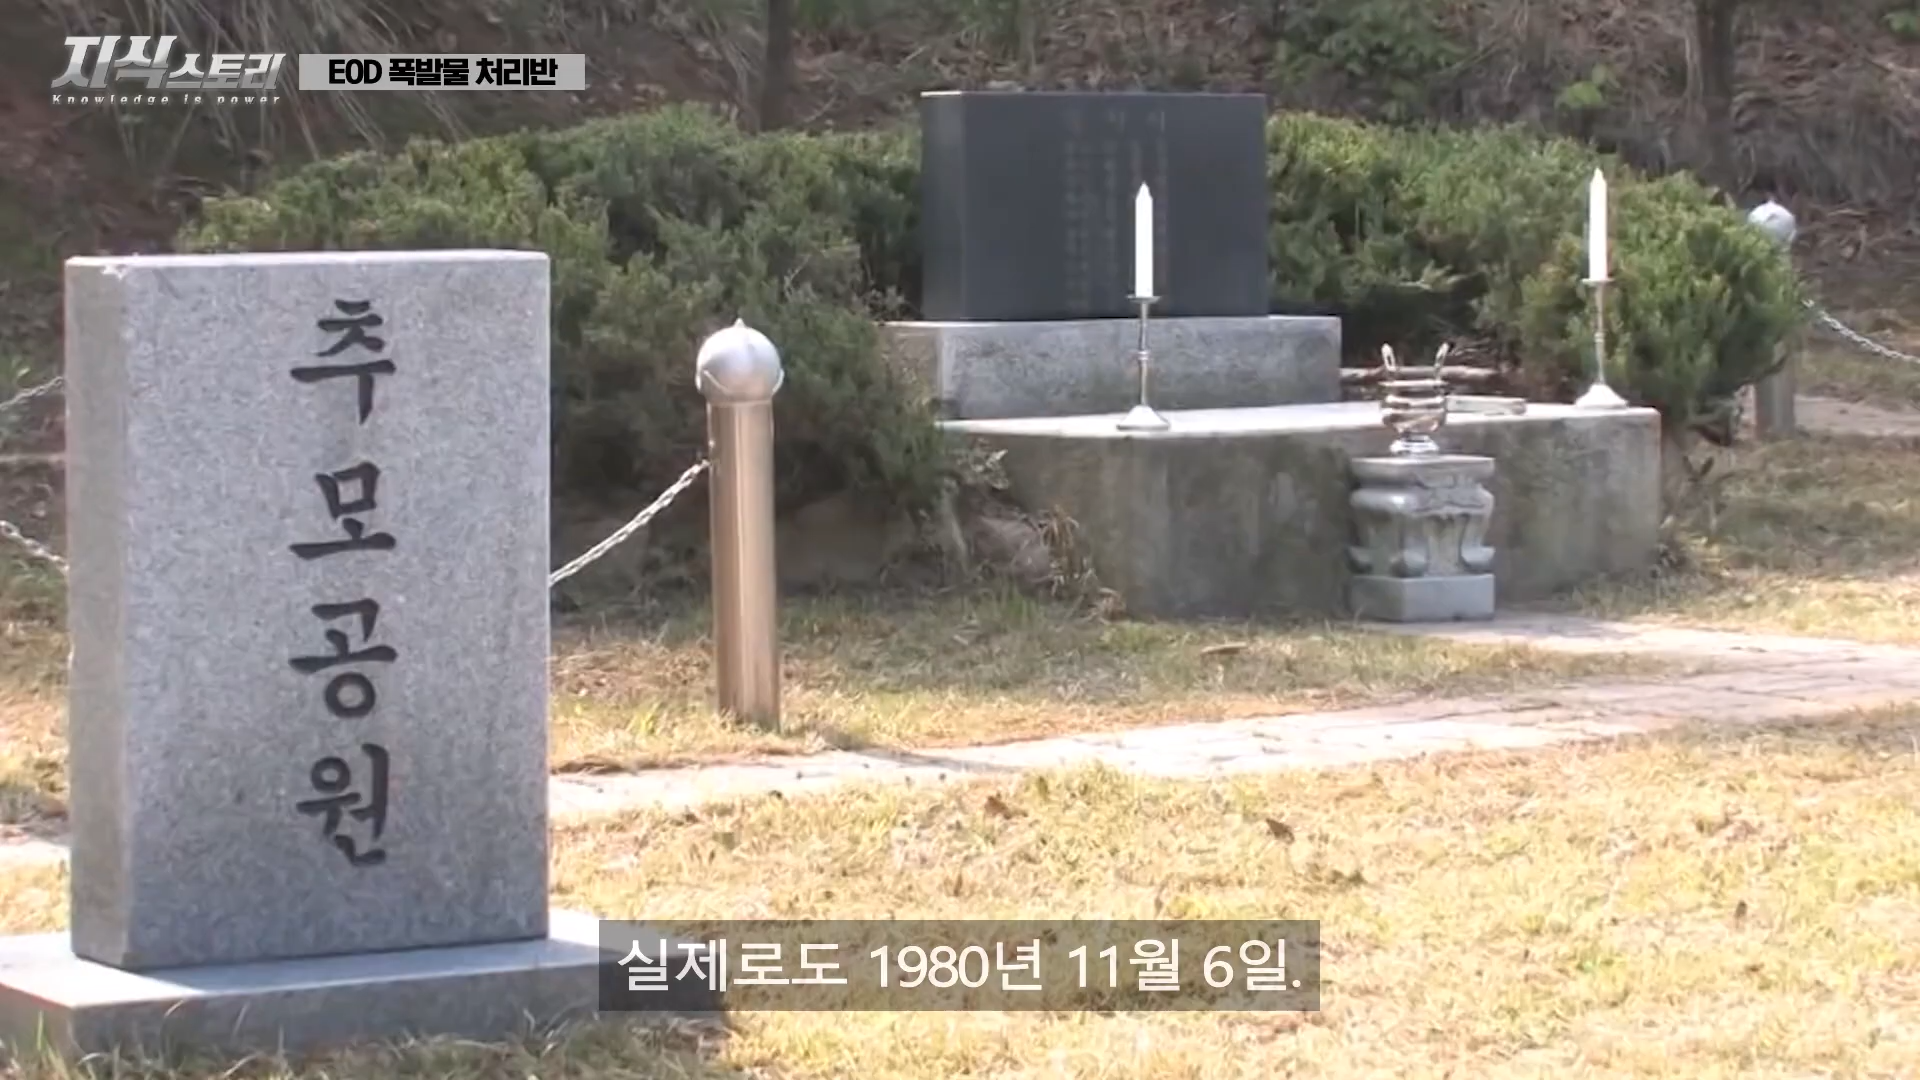 지식스토리
Knowledge is power
EOD 폭발물 처리반
추모공원
실제로도 1980년 11월 6일.